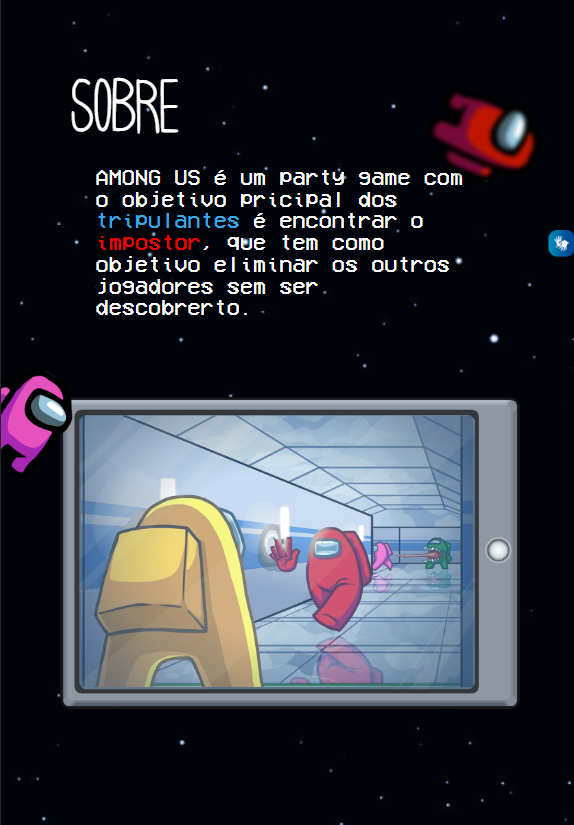 SOBRE
AMONG US é um party game com
o objetivo pricipal dos
tripulantes é encontrar o
impostor, que tem como
objetivo eliminar os outros
jogadores sem ser
descobrerto.